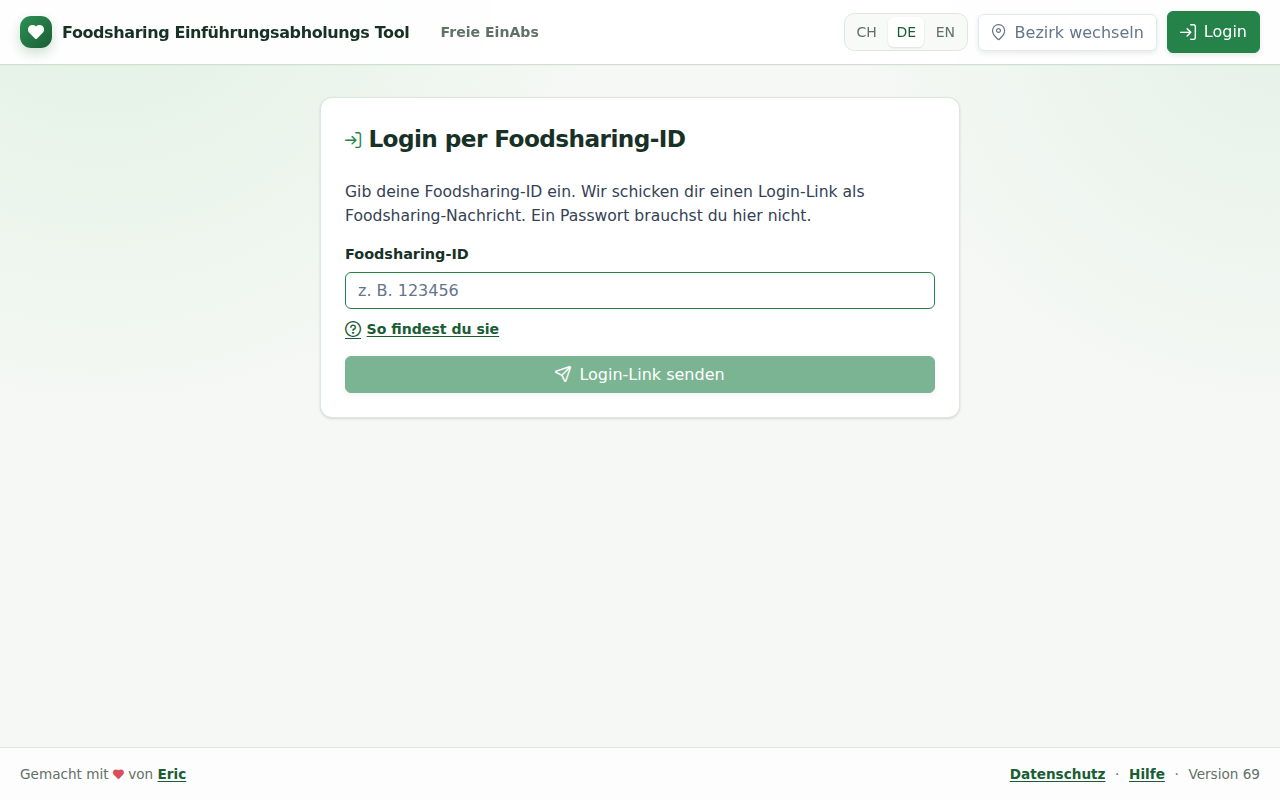 Foodsharing Einführungsabholungs Tool
Freie EinAbs
CH DE EN
Bezirk wechseln
Login
Login per Foodsharing-ID
Gib deine Foodsharing-ID ein. Wir schicken dir einen Login-Link als
Foodsharing-Nachricht. Ein Passwort brauchst du hier nicht.
Foodsharing-ID
z. B. 123456
So findest du sie
Login-Link senden
Gemacht mit ♥ von Eric
Datenschutz · Hilfe · Version 69